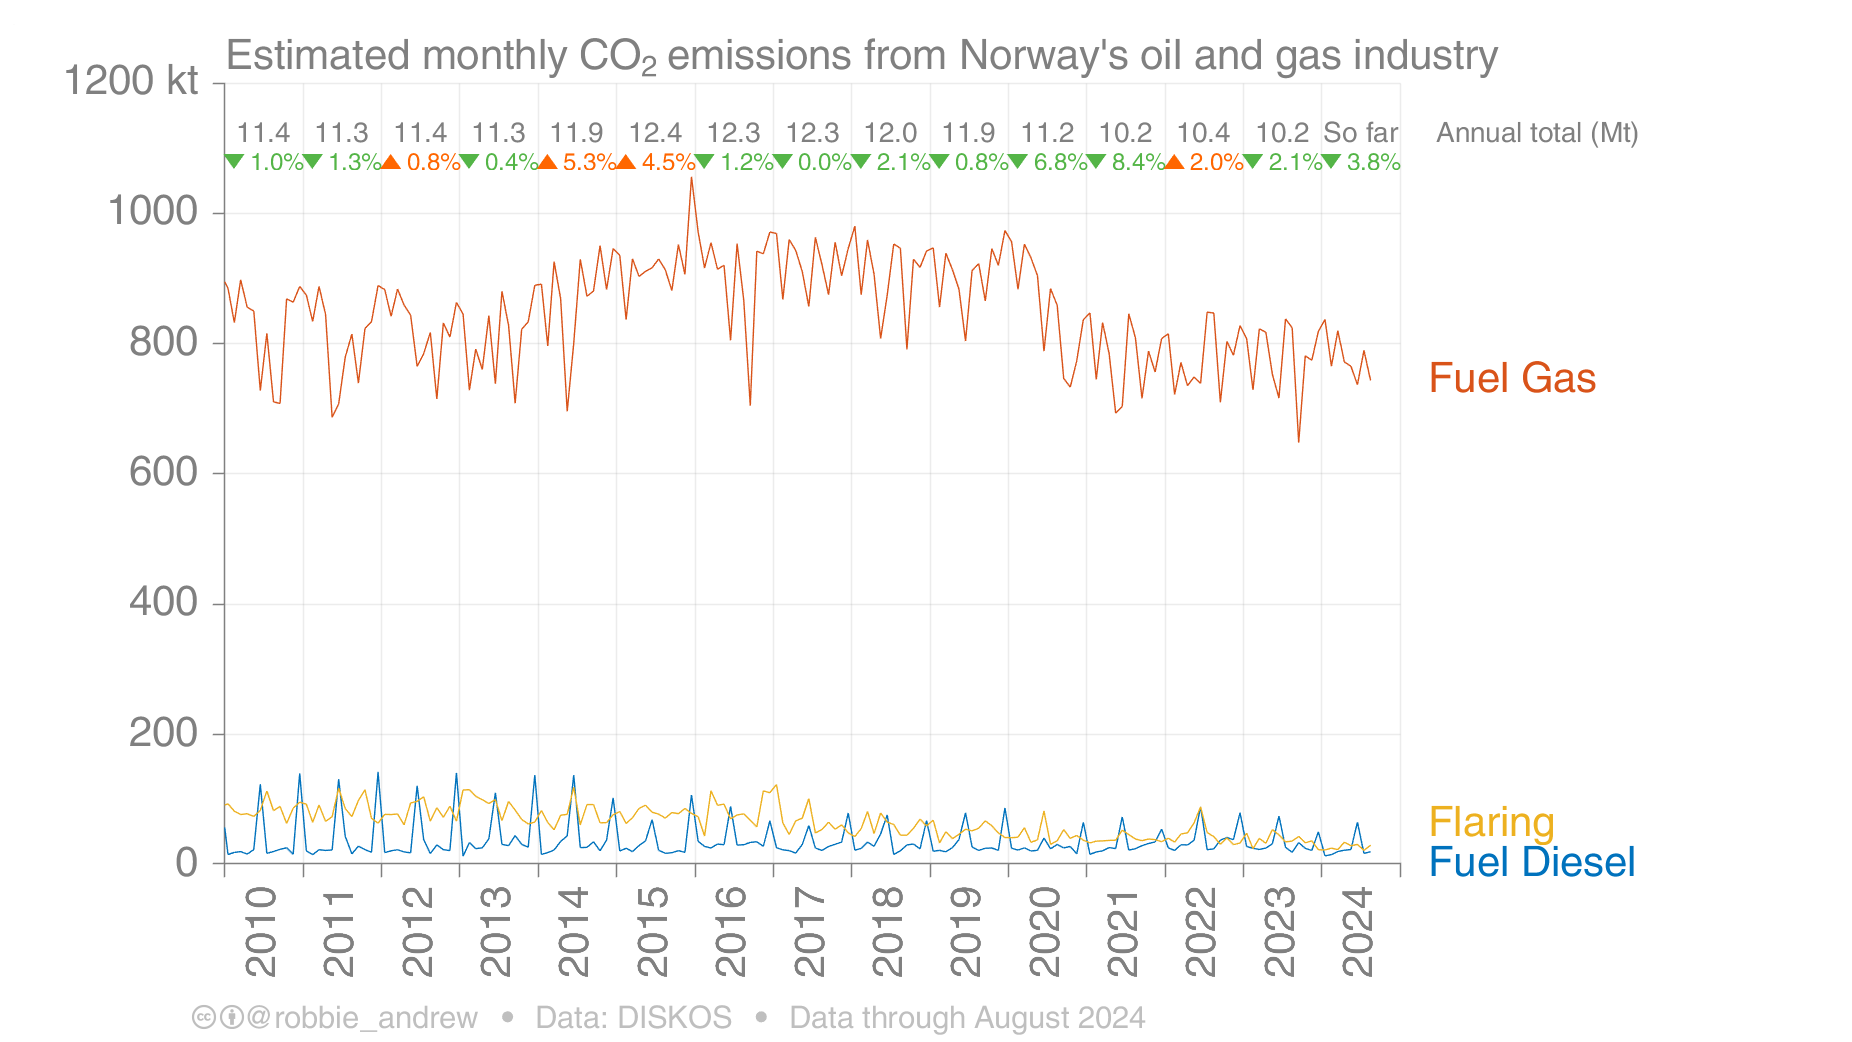 Estimated monthly CO₂ emissions from Norway's oil and gas industry
1200 kt
11.4 11.3 11.4 11.3 11.9 12.4 12.3 12.3 12.0 11.9 11.2 10.2 10.4 10.2 So far Annual total (Mt)
▼ 1.0% ▼ 1.3% ▲ 0.8% ▼ 0.4% ▲ 5.3% ▲ 4.5% ▼ 1.2% ▼ 0.0% ▼ 2.1% ▼ 0.8% ▼ 6.8% ▼ 8.4% ▲ 2.0% ▼ 2.1% ▼ 3.8%
1000
800
Fuel Gas
600
400
200
Flaring
0
Fuel Diesel
2010 2011 2012 2013 2014 2015 2016 2017 2018 2019 2020 2021 2022 2023 2024
cc @robbie_andrew • Data: DISKOS • Data through August 2024